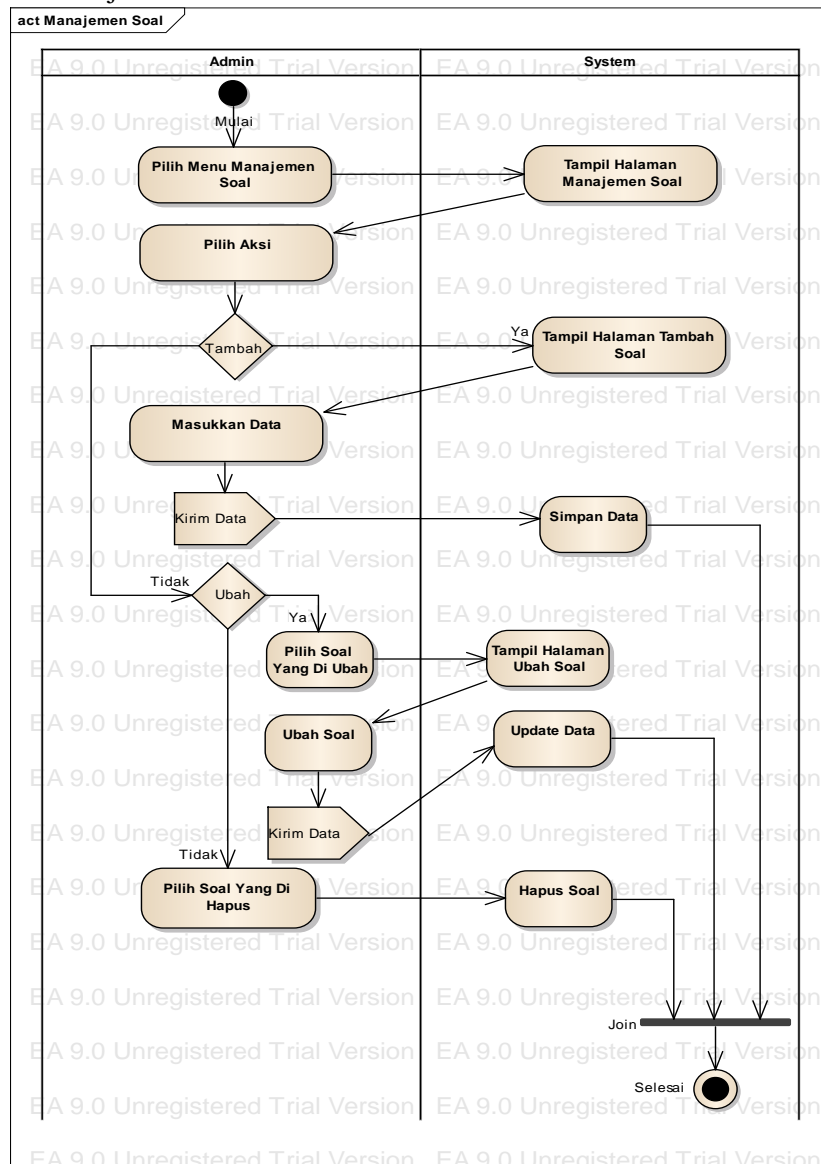 act Manajemen Soal
Admin
System
Mulai
Pilih Menu Manajemen
Soal
Tampil Halaman
Manajemen Soal
Pilih Aksi
Tambah
Ya
Tampil Halaman Tambah
Soal
Masukkan Data
Kirim Data
Simpan Data
Tidak
Ubah
Ya
Pilih Soal
Yang Di Ubah
Tampil Halaman
Ubah Soal
Ubah Soal
Update Data
Kirim Data
Tidak
Pilih Soal Yang Di
Hapus
Hapus Soal
Join
Selesai
EA 9.0 Unregistered Trial Version